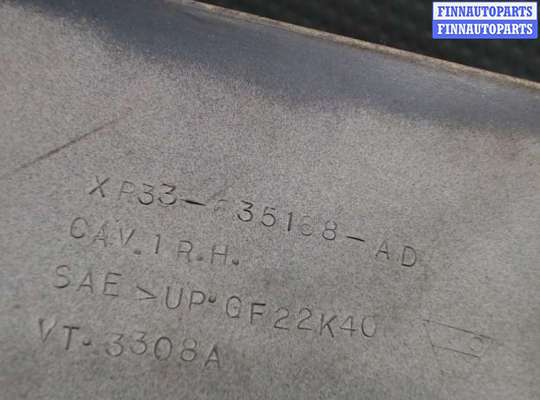 FINNAUTOPARTS
FINNAUTOPARTS
CAV. 1 R.H.
SAE >UP-GF22K40
VT-3308A